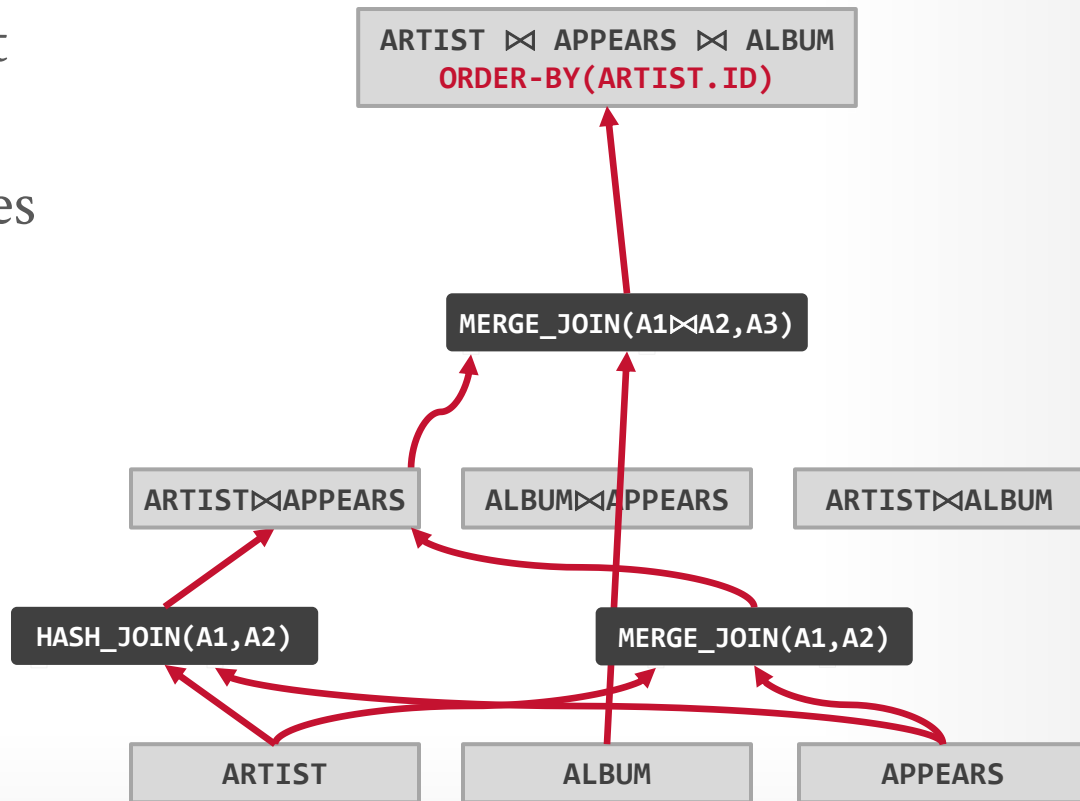 ARTIST ⋈ APPEARS ⋈ ALBUM
ORDER-BY(ARTIST.ID)
MERGE_JOIN(A1⋈A2,A3)
ARTIST⋈APPEARS
ALBUM⋈APPEARS
ARTIST⋈ALBUM
HASH_JOIN(A1,A2)
MERGE_JOIN(A1,A2)
ARTIST
ALBUM
APPEARS